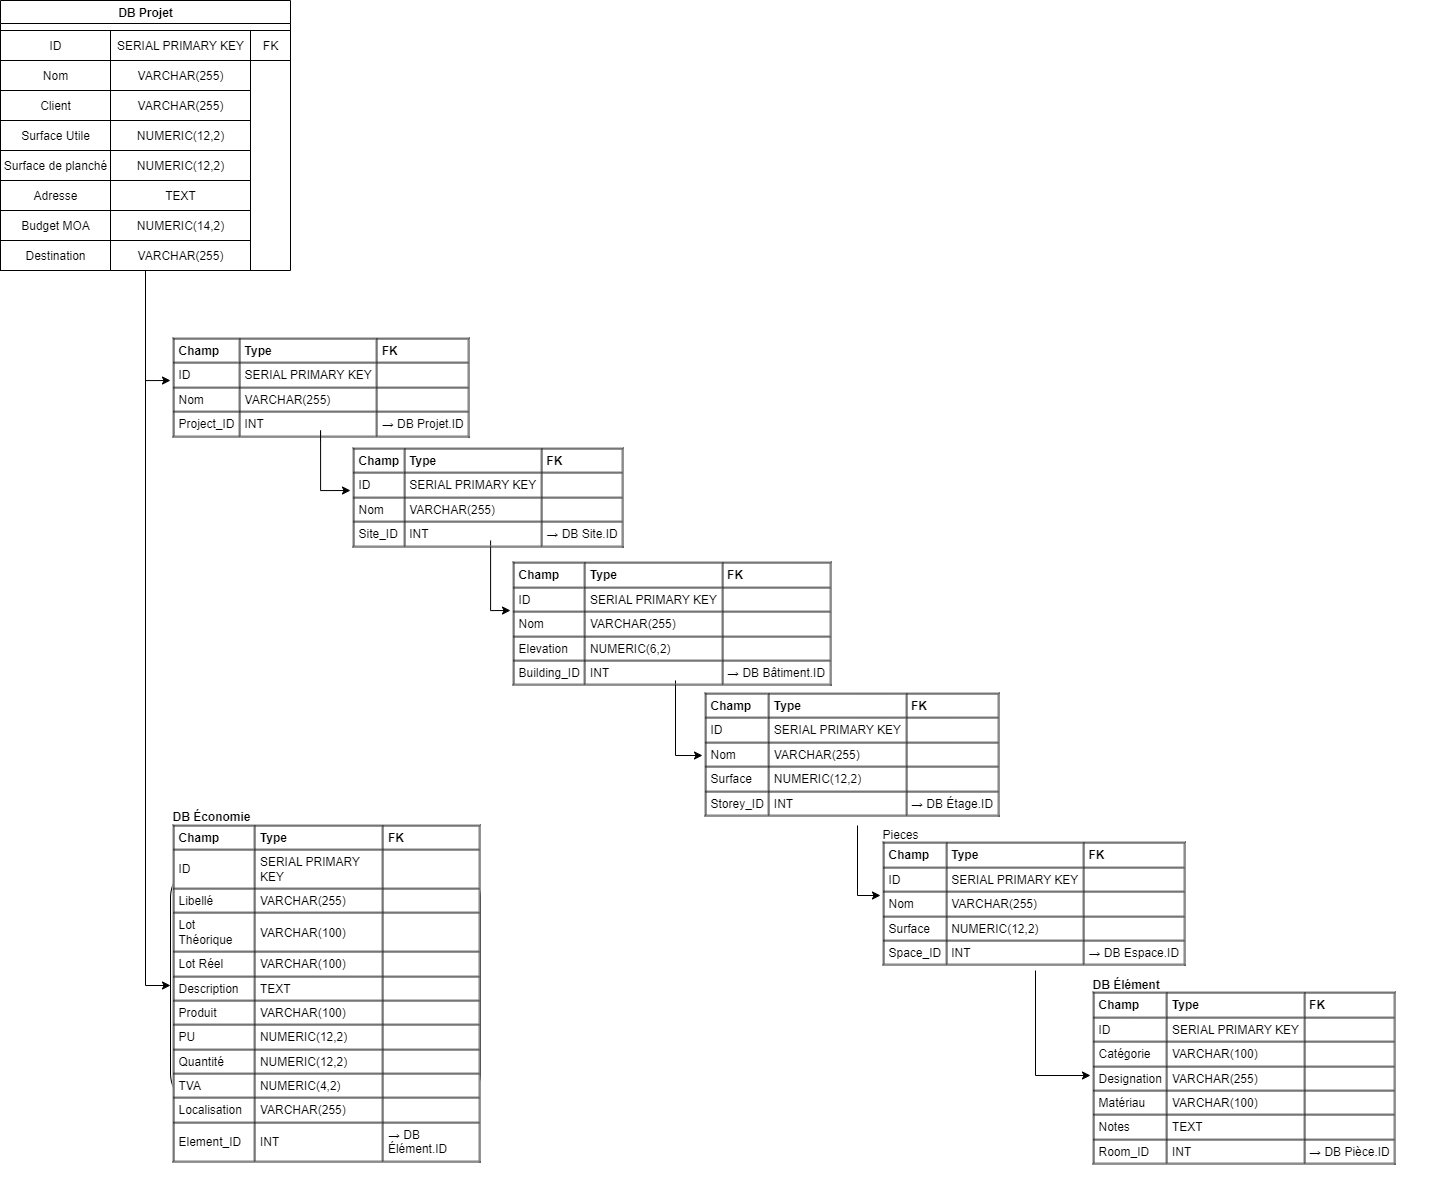 DB Projet
ID SERIAL PRIMARY KEY FK
Nom VARCHAR(255)
Client VARCHAR(255)
Surface Utile NUMERIC(12,2)
Surface de planché NUMERIC(12,2)
Adresse TEXT
Budget MOA NUMERIC(14,2)
Destination VARCHAR(255)
Champ Type FK
ID SERIAL PRIMARY KEY
Nom VARCHAR(255)
Project_ID INT → DB Projet.ID
Champ Type FK
ID SERIAL PRIMARY KEY
Nom VARCHAR(255)
Site_ID INT → DB Site.ID
Champ Type FK
ID SERIAL PRIMARY KEY
Nom VARCHAR(255)
Elevation NUMERIC(6,2)
Building_ID INT → DB Bâtiment.ID
Champ Type FK
ID SERIAL PRIMARY KEY
Nom VARCHAR(255)
Surface NUMERIC(12,2)
Storey_ID INT → DB Étage.ID
Pieces
Champ Type FK
ID SERIAL PRIMARY KEY
Nom VARCHAR(255)
Surface NUMERIC(12,2)
Space_ID INT → DB Espace.ID
DB Élément
Champ Type FK
ID SERIAL PRIMARY KEY
Catégorie VARCHAR(100)
Designation VARCHAR(255)
Matériau VARCHAR(100)
Notes TEXT
Room_ID INT → DB Pièce.ID
DB Économie
Champ Type FK
ID SERIAL PRIMARY
KEY
Libellé VARCHAR(255)
Lot
Théorique VARCHAR(100)
Lot Réel VARCHAR(100)
Description TEXT
Produit VARCHAR(100)
PU NUMERIC(12,2)
Quantité NUMERIC(12,2)
TVA NUMERIC(4,2)
Localisation VARCHAR(255)
Element_ID INT → DB
Élément.ID